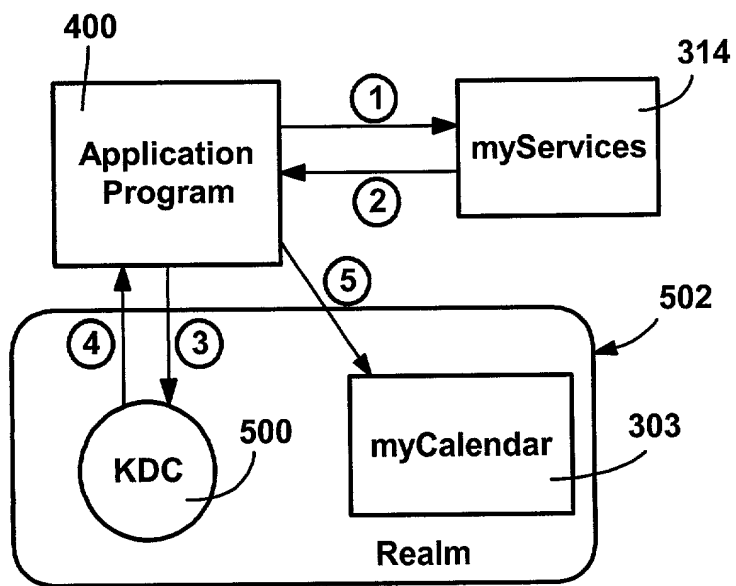 400
314
1
Application
Program
myServices
2
5
502
4
3
500
KDC
myCalendar
303
Realm